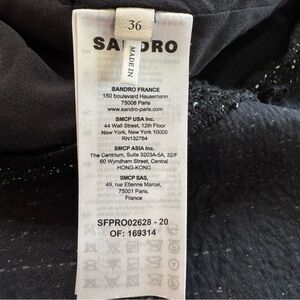 36
SANDRO
MADE IN
SANDRO FRANCE
150 boulevard Haussmann
75008 Paris
www.sandro-paris.com
SMCP USA Inc.
44 Wall Street, 12th Floor
New York, New York 10005
RN132784
SMCP ASIA Inc.
The Centrium, Suite 3203A-5A, 32/F
60 Wyndham Street, Central
HONG-KONG
SMCP SAS,
49, rue Etienne Marcel,
75001 Paris,
France
SFPRO02628 - 20
OF: 169314